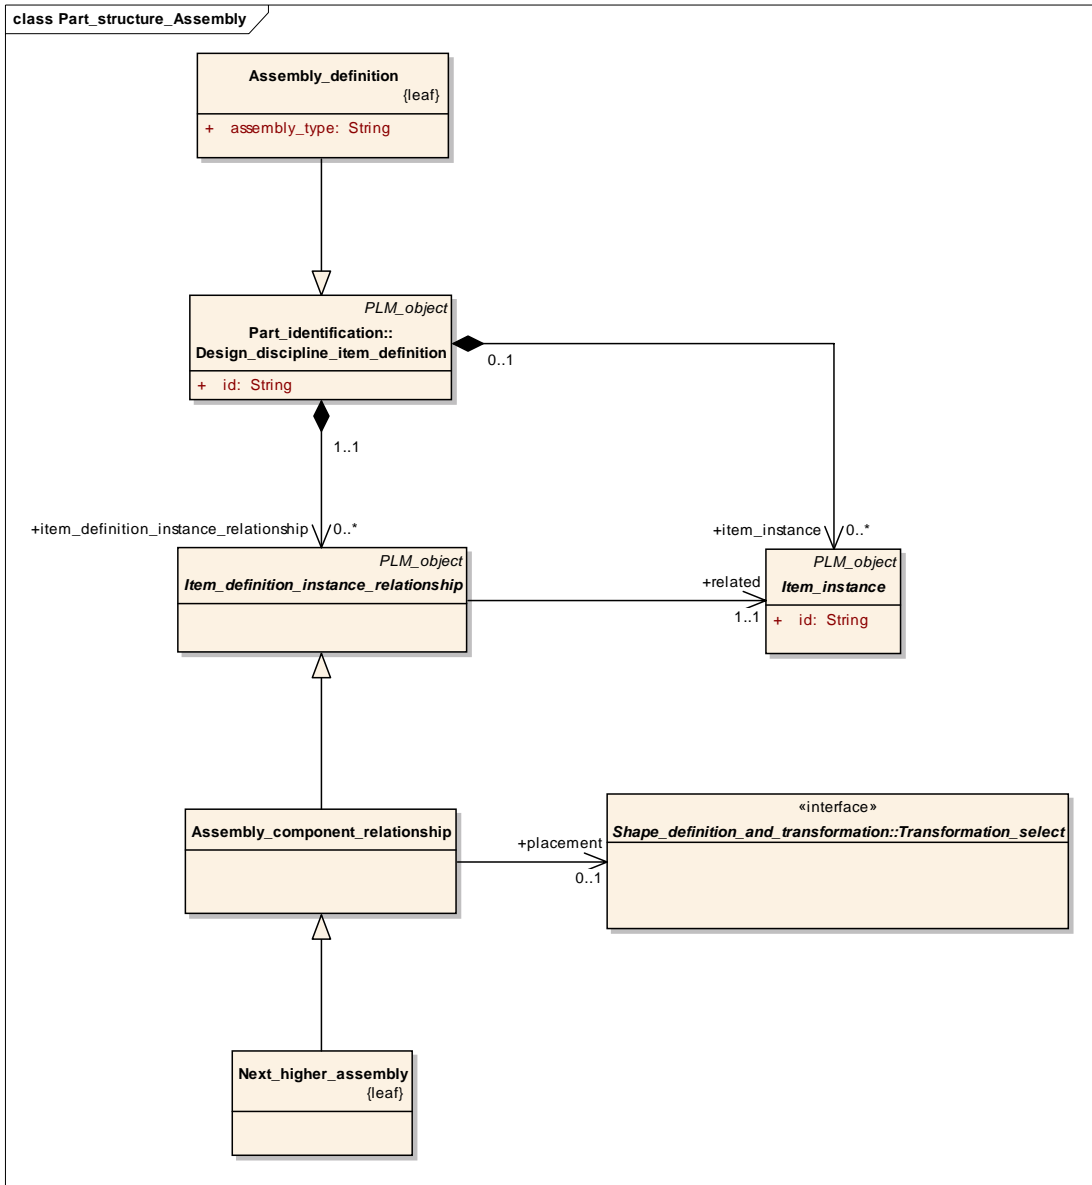 class Part_structure_Assembly
Assembly_definition
{leaf}
+ assembly_type: String
PLM_object
Part_identification::
Design_discipline_item_definition
+ id: String
0..1
1..1
+item_definition_instance_relationship
0..*
+item_instance
0..*
PLM_object
Item_definition_instance_relationship
+related
1..1
PLM_object
Item_instance
+ id: String
Assembly_component_relationship
+placement
0..1
«interface»
Shape_definition_and_transformation::Transformation_select
Next_higher_assembly
{leaf}